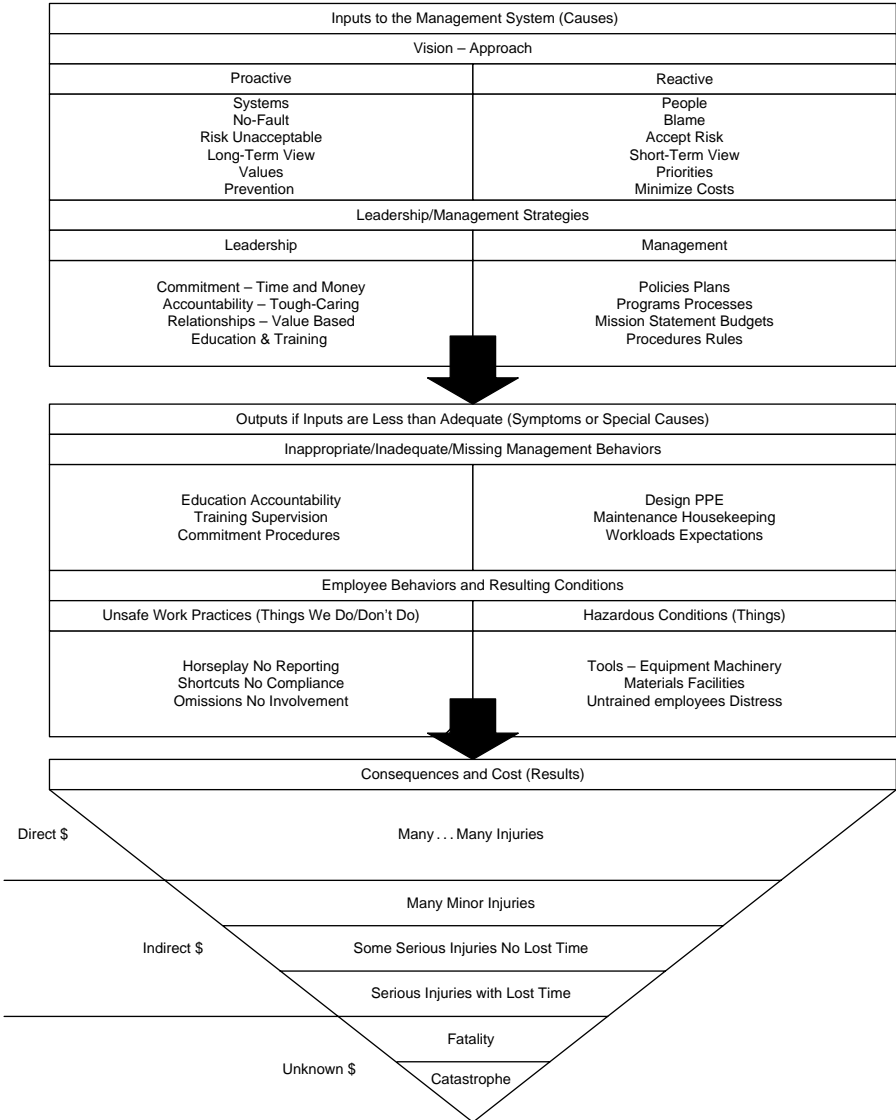 Inputs to the Management System (Causes)
Vision – Approach
Proactive
Reactive
Systems
No-Fault
Risk Unacceptable
Long-Term View
Values
Prevention
People
Blame
Accept Risk
Short-Term View
Priorities
Minimize Costs
Leadership/Management Strategies
Leadership
Management
Commitment – Time and Money
Accountability – Tough-Caring
Relationships – Value Based
Education & Training
Policies Plans
Programs Processes
Mission Statement Budgets
Procedures Rules
Outputs if Inputs are Less than Adequate (Symptoms or Special Causes)
Inappropriate/Inadequate/Missing Management Behaviors
Education Accountability
Training Supervision
Commitment Procedures
Design PPE
Maintenance Housekeeping
Workloads Expectations
Employee Behaviors and Resulting Conditions
Unsafe Work Practices (Things We Do/Don't Do)
Hazardous Conditions (Things)
Horseplay No Reporting
Shortcuts No Compliance
Omissions No Involvement
Tools – Equipment Machinery
Materials Facilities
Untrained employees Distress
Consequences and Cost (Results)
Direct $
Many . . . Many Injuries
Many Minor Injuries
Indirect $
Some Serious Injuries No Lost Time
Serious Injuries with Lost Time
Fatality
Unknown $
Catastrophe